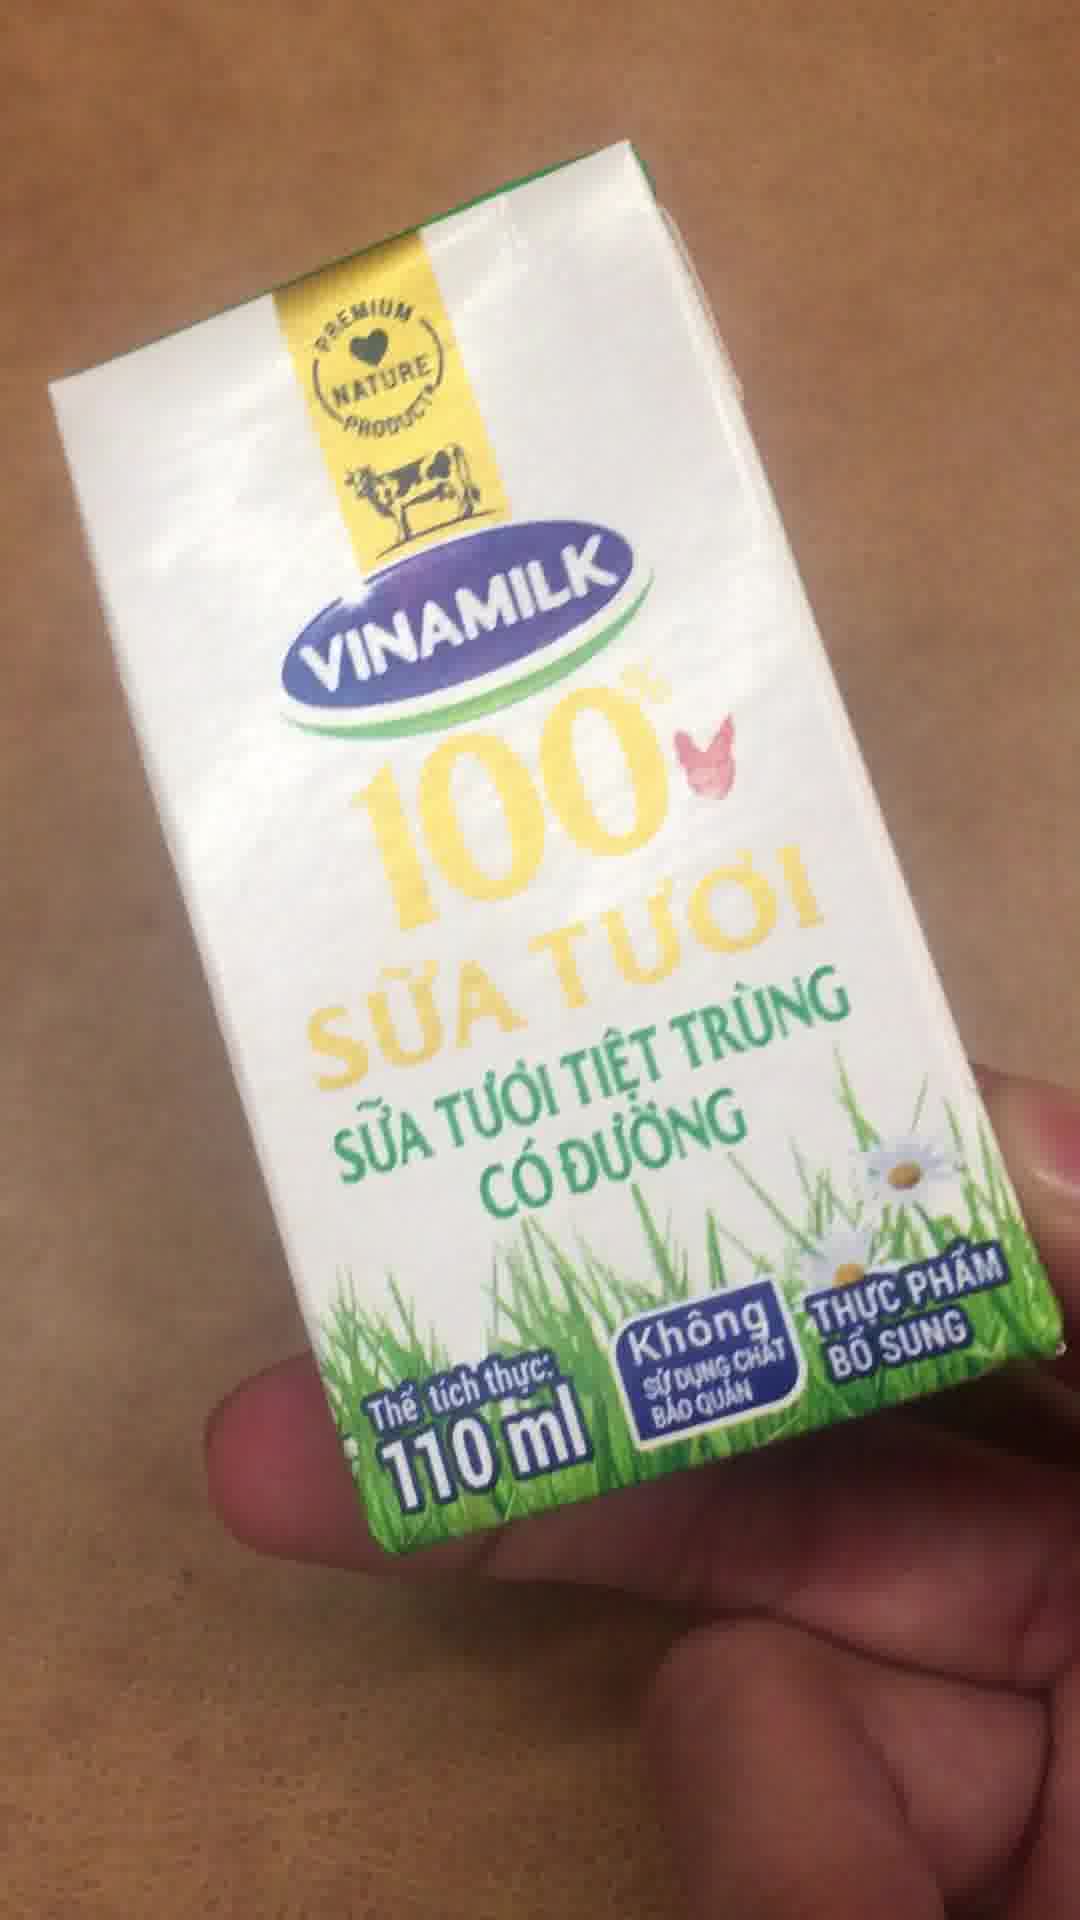 PREMIUM
NATURE
PRODUCT
VINAMILK
100%
SỮA TƯƠI
SỮA TƯƠI TIỆT TRÙNG
CÓ ĐƯỜNG
Thể tích thực:
110 ml
Không
SỬ DỤNG CHẤT
BẢO QUẢN
THỰC PHẨM
BỔ SUNG